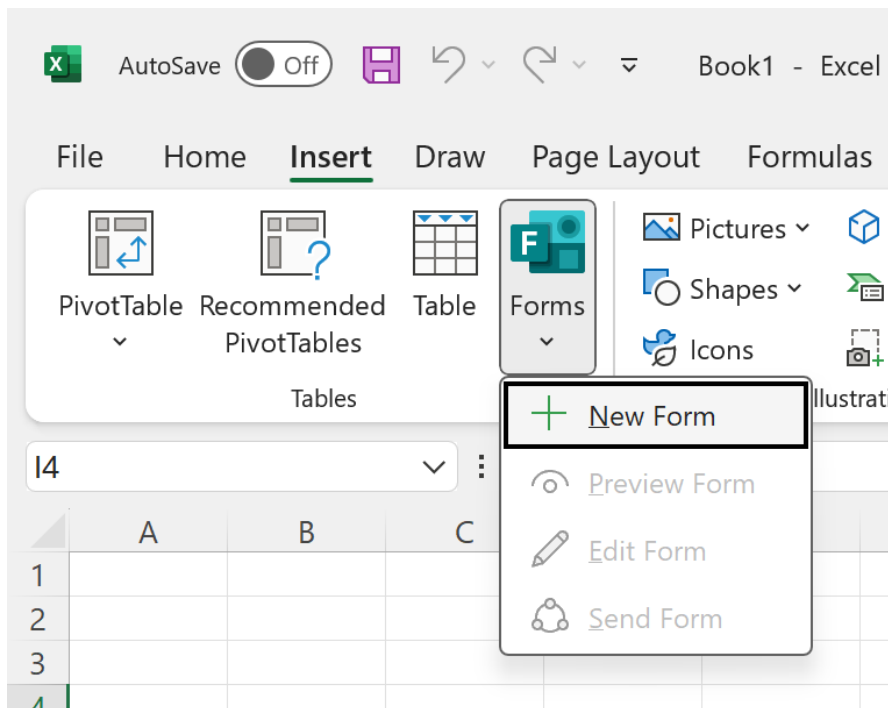 AutoSave Off Book1 - Excel
File Home Insert Draw Page Layout Formulas
PivotTable
Recommended
PivotTables
Table
F
Forms
Pictures
Shapes
Icons
Tables
New Form
Preview Form
Edit Form
Send Form
I4
A B C
1
2
3
4